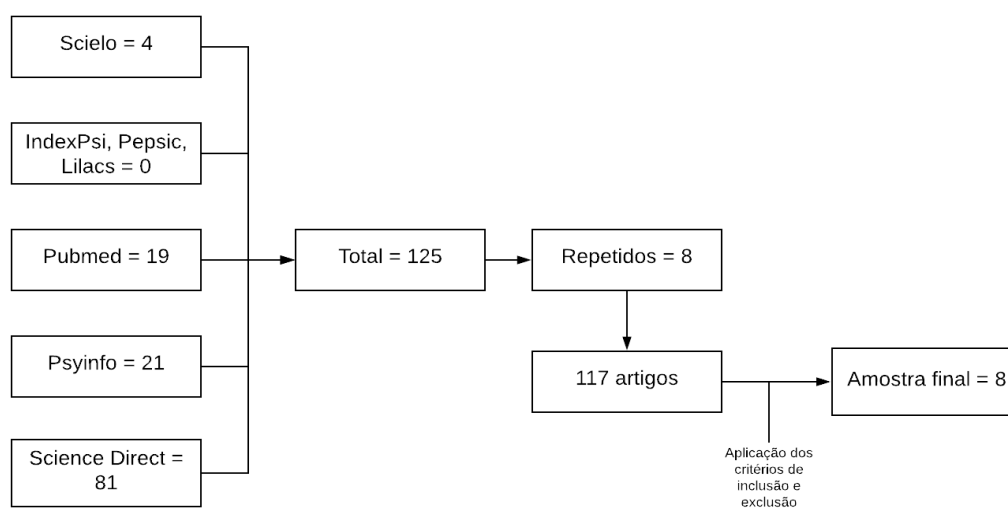 Scielo = 4
IndexPsi, Pepsic,
Lilacs = 0
Pubmed = 19
Psyinfo = 21
Science Direct =
81
Total = 125
Repetidos = 8
117 artigos
Aplicação dos
critérios de
inclusão e
exclusão
Amostra final = 8